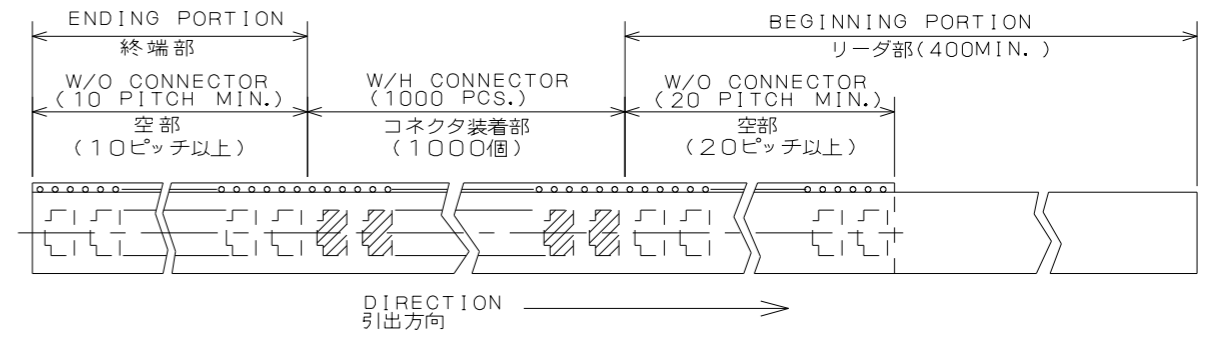 ENDING PORTION
終端部
BEGINNING PORTION
リーダ部(400MIN.)
W/O CONNECTOR
(10 PITCH MIN.)
空部
(10ピッチ以上)
W/H CONNECTOR
(1000 PCS.)
コネクタ装着部
(1000個)
W/O CONNECTOR
(20 PITCH MIN.)
空部
(20ピッチ以上)
DIRECTION
引出方向